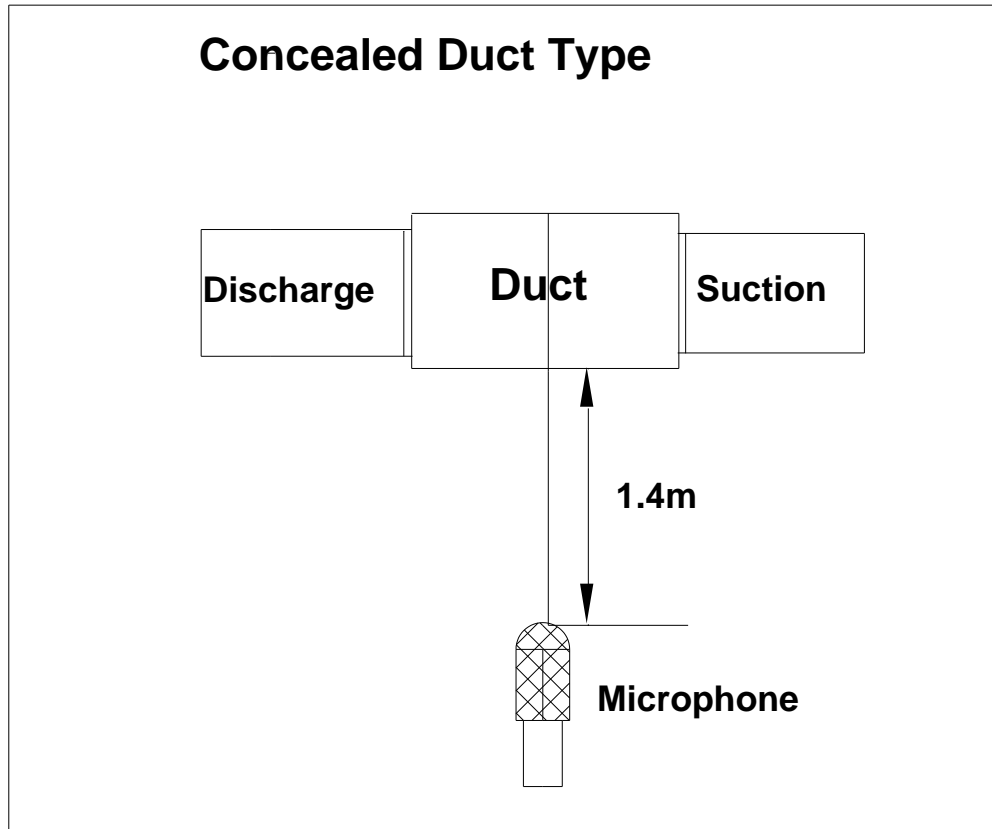 Concealed Duct Type
Discharge
Duct
Suction
1.4m
Microphone